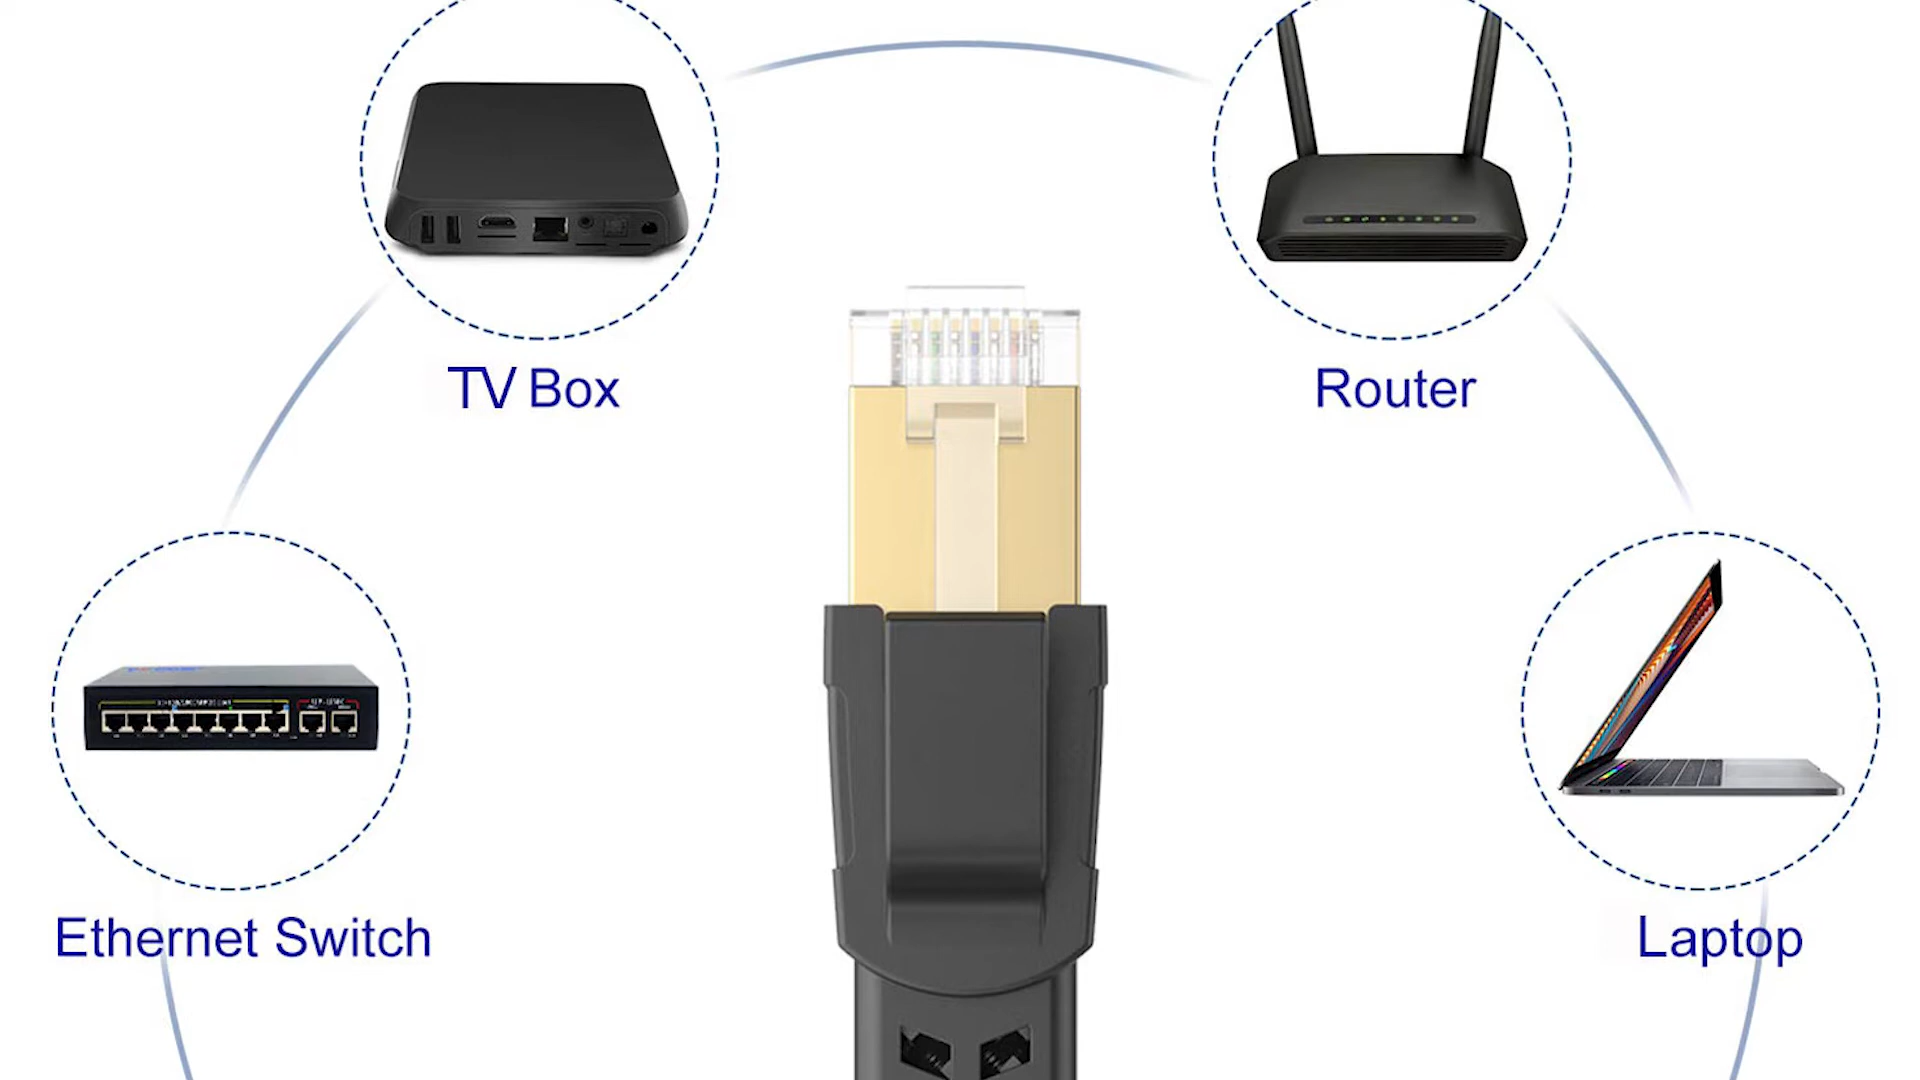 TV Box
Router
Ethernet Switch
Laptop